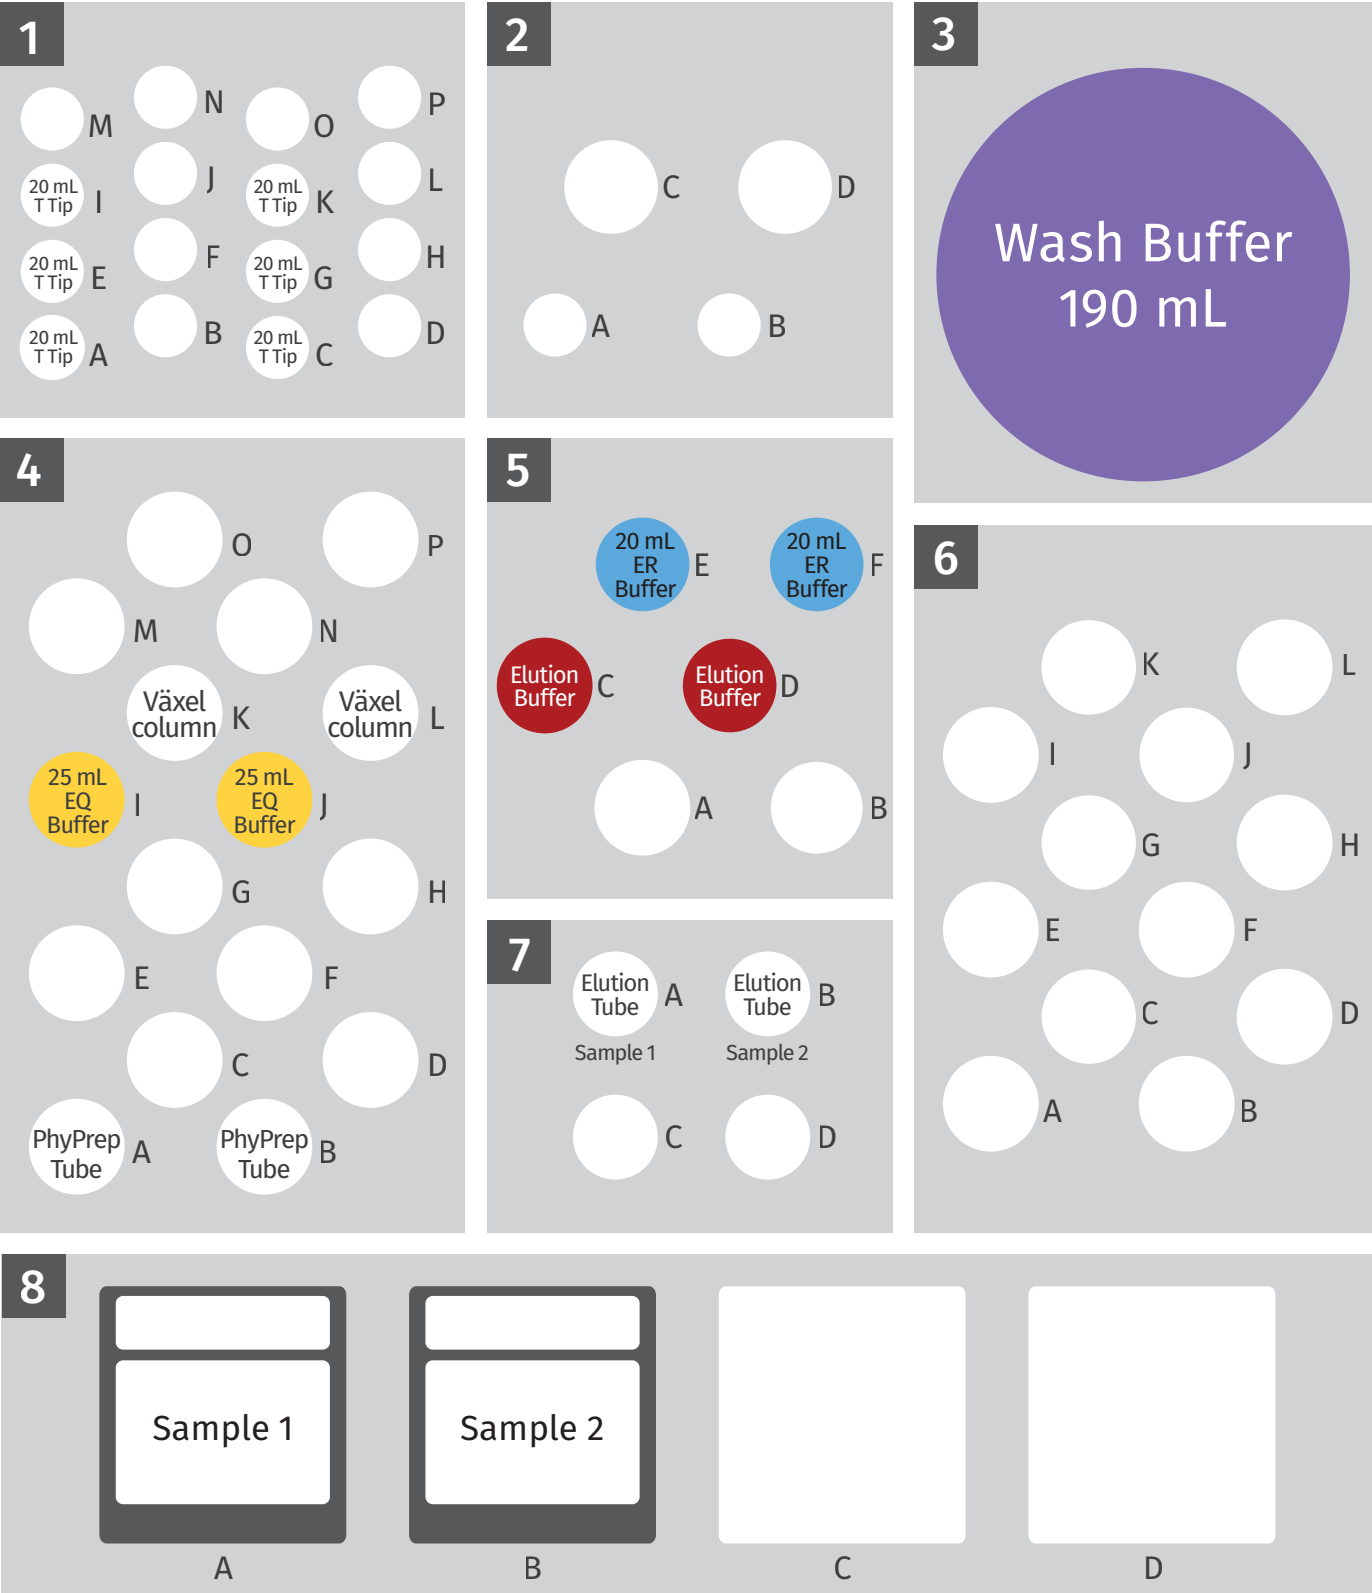 1
N
P
M
O
J
L
20 mL
T Tip
I
20 mL
T Tip
K
F
H
20 mL
T Tip
E
20 mL
T Tip
G
B
D
20 mL
T Tip
A
20 mL
T Tip
C
2
C
D
A
B
3
Wash Buffer
190 mL
4
O
P
M
N
Växel
column
K
Växel
column
L
25 mL
EQ
Buffer
I
25 mL
EQ
Buffer
J
G
H
E
F
C
D
PhyPrep
Tube
A
PhyPrep
Tube
B
5
20 mL
ER
Buffer
E
20 mL
ER
Buffer
F
Elution
Buffer
C
Elution
Buffer
D
A
B
6
K
L
I
J
G
H
E
F
C
D
A
B
7
Elution
Tube
A
Elution
Tube
B
Sample 1
Sample 2
C
D
8
Sample 1
Sample 2
A
B
C
D